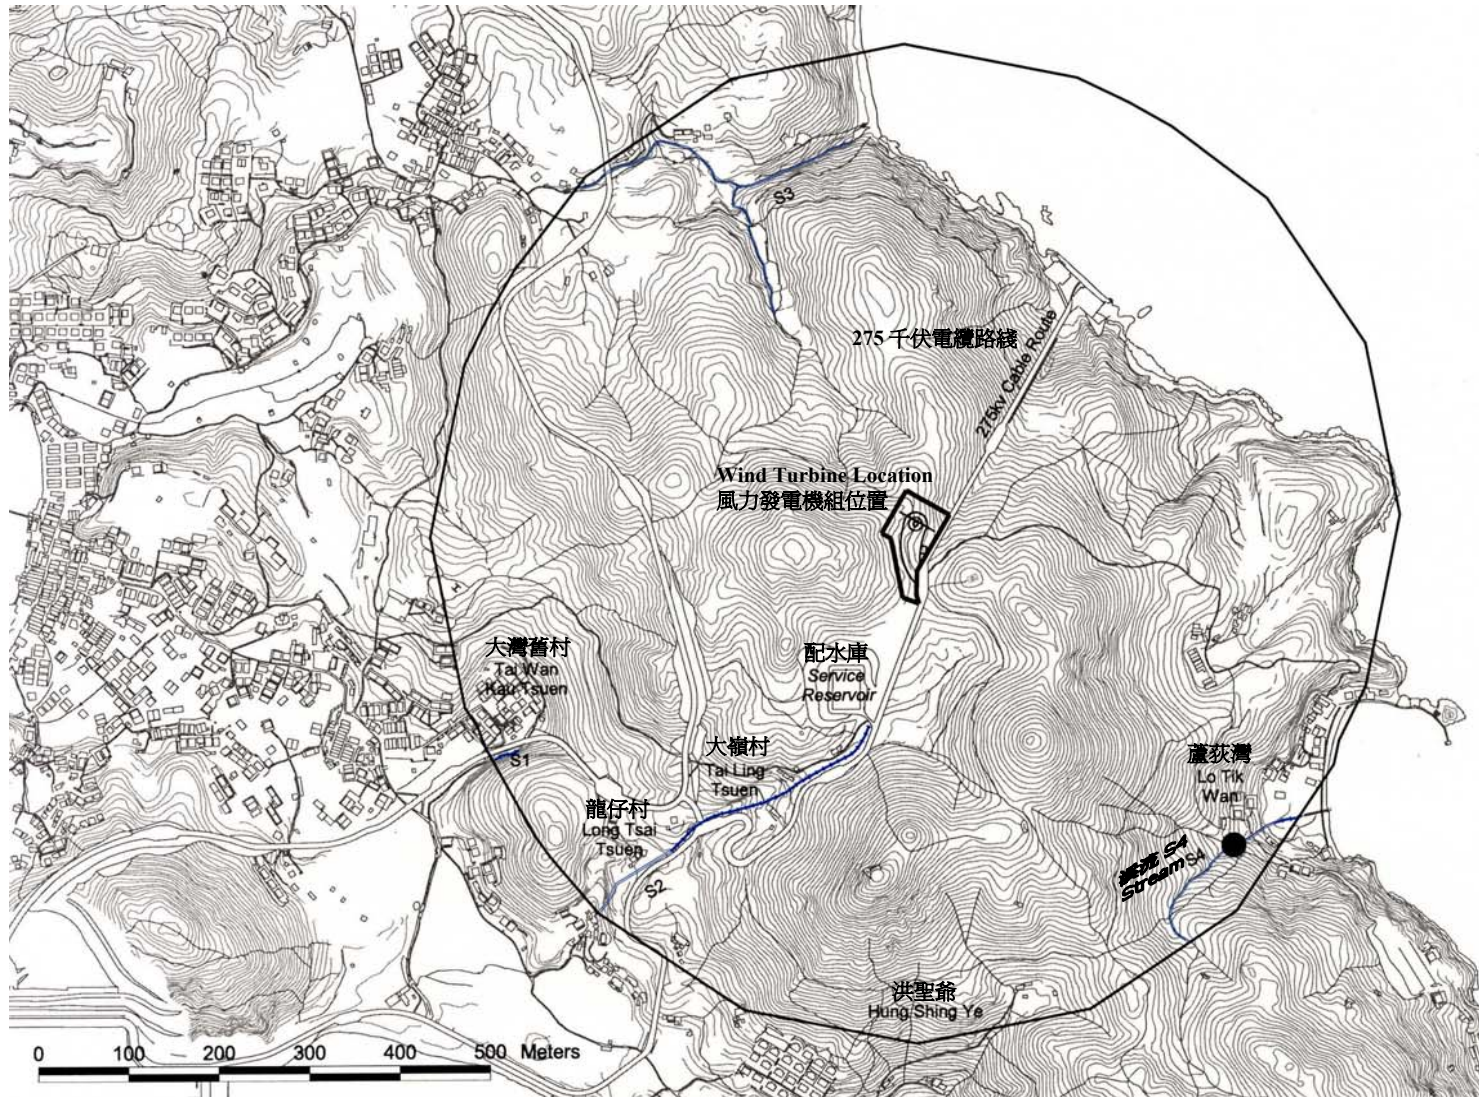 S3
275 千伏電纜路綫
275kv Cable Route
Wind Turbine Location
風力發電機組位置
大灣舊村
Tai Wan
Kau Tsuen
配水庫
Service
Reservoir
S1
大嶺村
Tai Ling
Tsuen
蘆荻灣
Lo Tik
Wan
龍仔村
Long Tsai
Tsuen
S2
溪流 S4
Stream
S4
洪聖爺
Hung Shing Ye
0 100 200 300 400 500 Meters